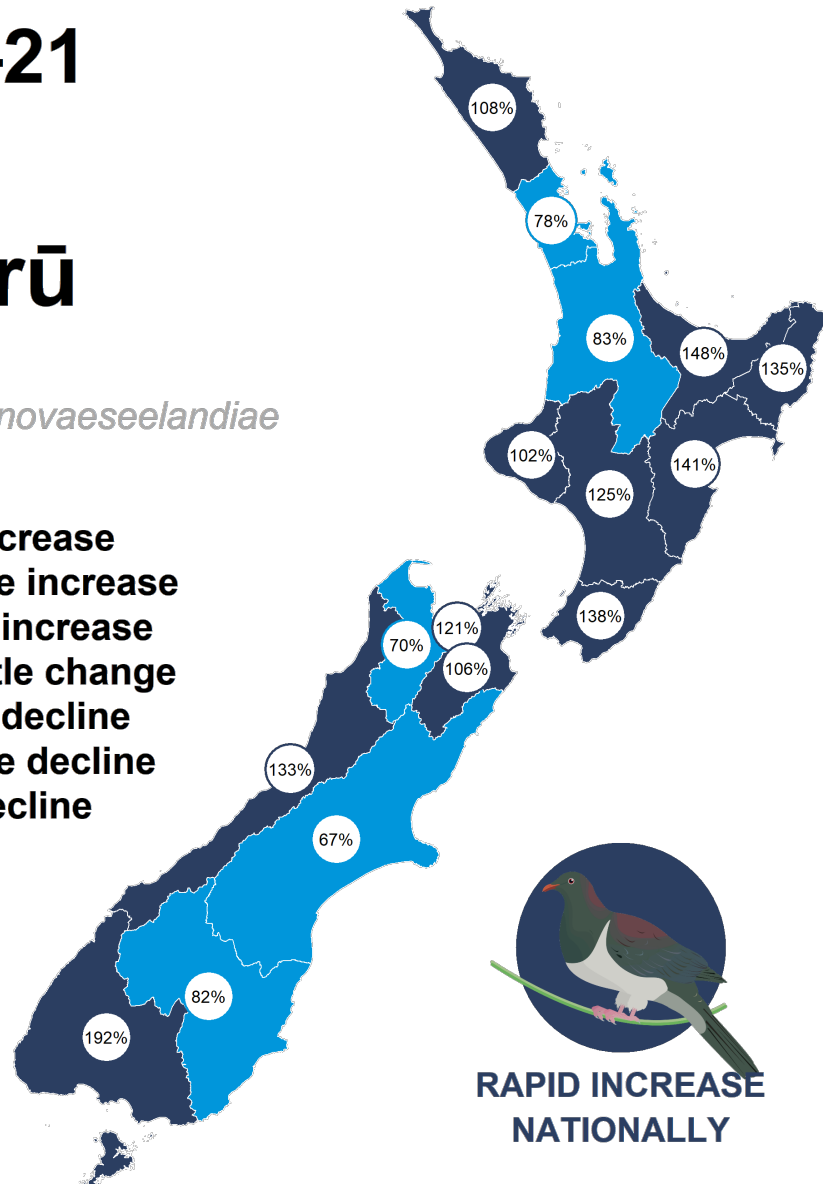 -21
rū
novaeseelandiae
crease
e increase
increase
tle change
decline
e decline
ecline
108%
78%
83%
148%
135%
102%
125%
141%
138%
121%
70%
106%
133%
67%
82%
192%
RAPID INCREASE
NATIONALLY